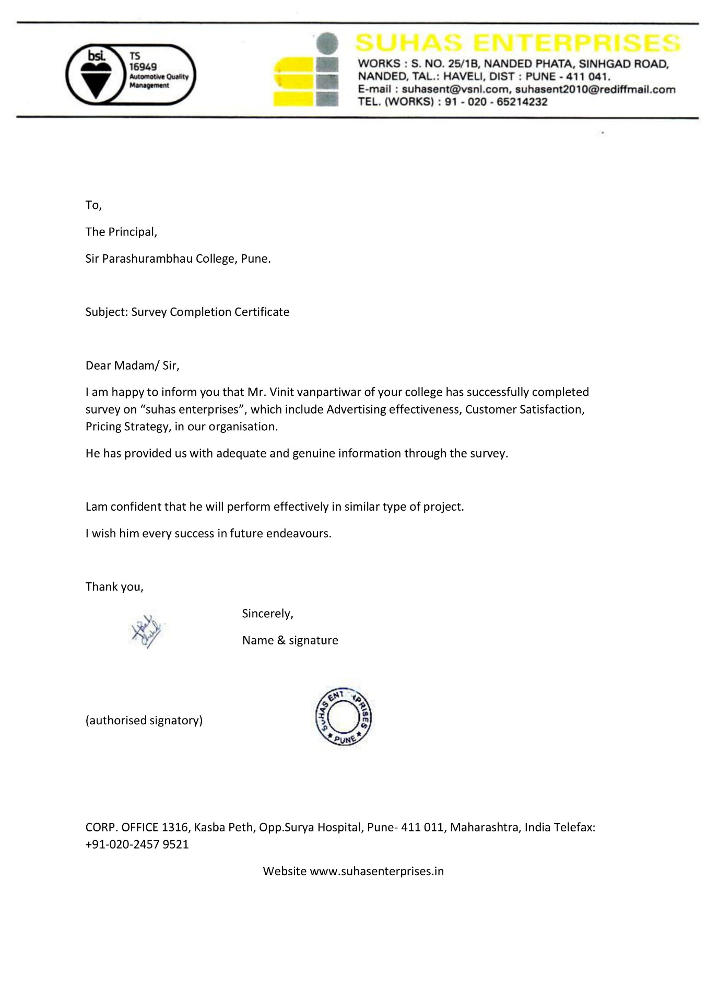 bsi.
TS
16949
Automotive Quality
Management
SUHAS ENTERPRISES
WORKS : S. NO. 25/1B, NANDED PHATA, SINHGAD ROAD,
NANDED, TAL.: HAVELI, DIST : PUNE - 411 041.
E-mail : suhasent@vsnl.com, suhasent2010@rediffmail.com
TEL. (WORKS) : 91 - 020 - 65214232
To,
The Principal,
Sir Parashurambhau College, Pune.
Subject: Survey Completion Certificate
Dear Madam/ Sir,
I am happy to inform you that Mr. Vinit vanpartiwar of your college has successfully completed
survey on “suhas enterprises”, which include Advertising effectiveness, Customer Satisfaction,
Pricing Strategy, in our organisation.
He has provided us with adequate and genuine information through the survey.
Lam confident that he will perform effectively in similar type of project.
I wish him every success in future endeavours.
Thank you,
Sincerely,
Name & signature
(authorised signatory)
SUHAS
PUNE
CORP. OFFICE 1316, Kasba Peth, Opp.Surya Hospital, Pune- 411 011, Maharashtra, India Telefax:
+91-020-2457 9521
Website www.suhasenterprises.in